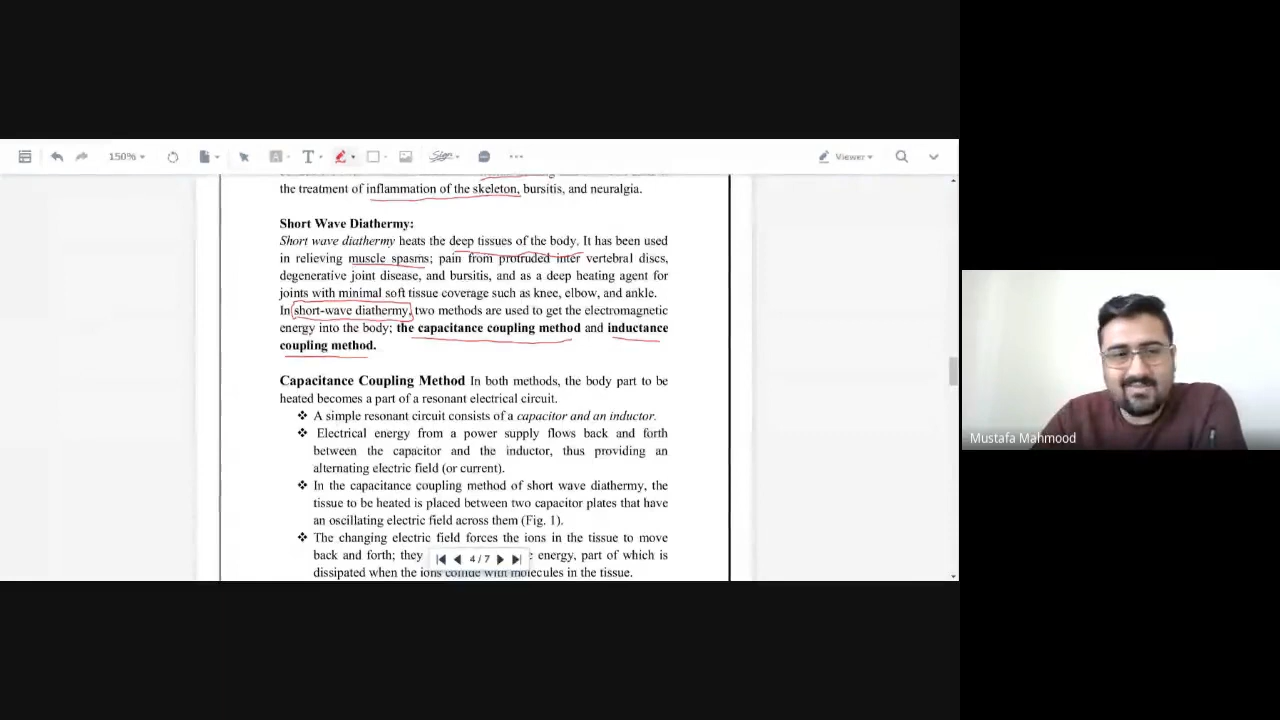 150%
T
Sign
Viewer
the treatment of inflammation of the skeleton, bursitis, and neuralgia.
Short Wave Diathermy:
Short wave diathermy heats the deep tissues of the body. It has been used
in relieving muscle spasms; pain from protruded inter vertebral discs,
degenerative joint disease, and bursitis, and as a deep heating agent for
joints with minimal soft tissue coverage such as knee, elbow, and ankle.
In short-wave diathermy, two methods are used to get the electromagnetic
energy into the body; the capacitance coupling method and inductance
coupling method.
Capacitance Coupling Method In both methods, the body part to be
heated becomes a part of a resonant electrical circuit.
❖ A simple resonant circuit consists of a capacitor and an inductor.
❖ Electrical energy from a power supply flows back and forth
between the capacitor and the inductor, thus providing an
alternating electric field (or current).
❖ In the capacitance coupling method of short wave diathermy, the
tissue to be heated is placed between two capacitor plates that have
an oscillating electric field across them (Fig. 1).
❖ The changing electric field forces the ions in the tissue to move
back and forth; they energy, part of which is
dissipated when the ions collide with molecules in the tissue.
4 / 7
Mustafa Mahmood